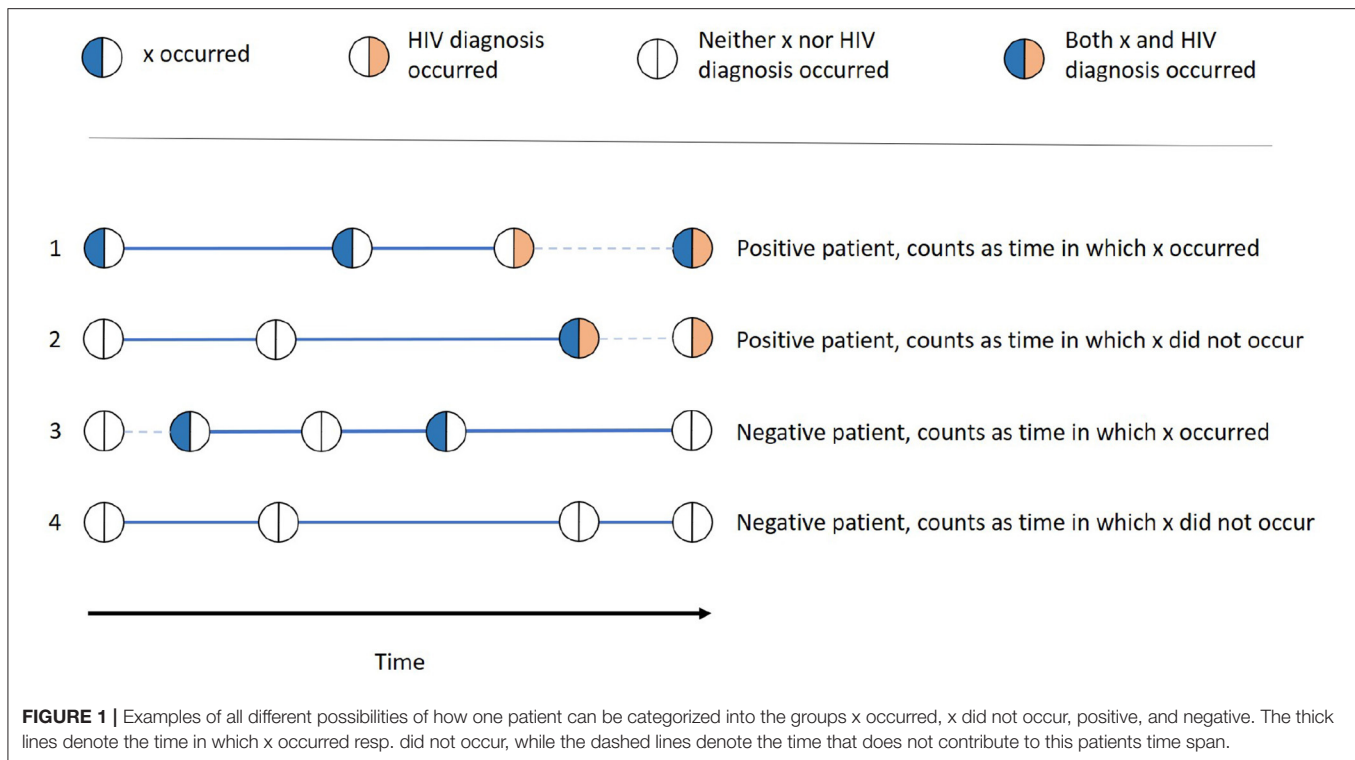 x occurred
HIV diagnosis
occurred
Neither x nor HIV
diagnosis occurred
Both x and HIV
diagnosis occurred
1 Positive patient, counts as time in which x occurred
2 Positive patient, counts as time in which x did not occur
3 Negative patient, counts as time in which x occurred
4 Negative patient, counts as time in which x did not occur
Time
FIGURE 1 | Examples of all different possibilities of how one patient can be categorized into the groups x occurred, x did not occur, positive, and negative. The thick
lines denote the time in which x occurred resp. did not occur, while the dashed lines denote the time that does not contribute to this patients time span.